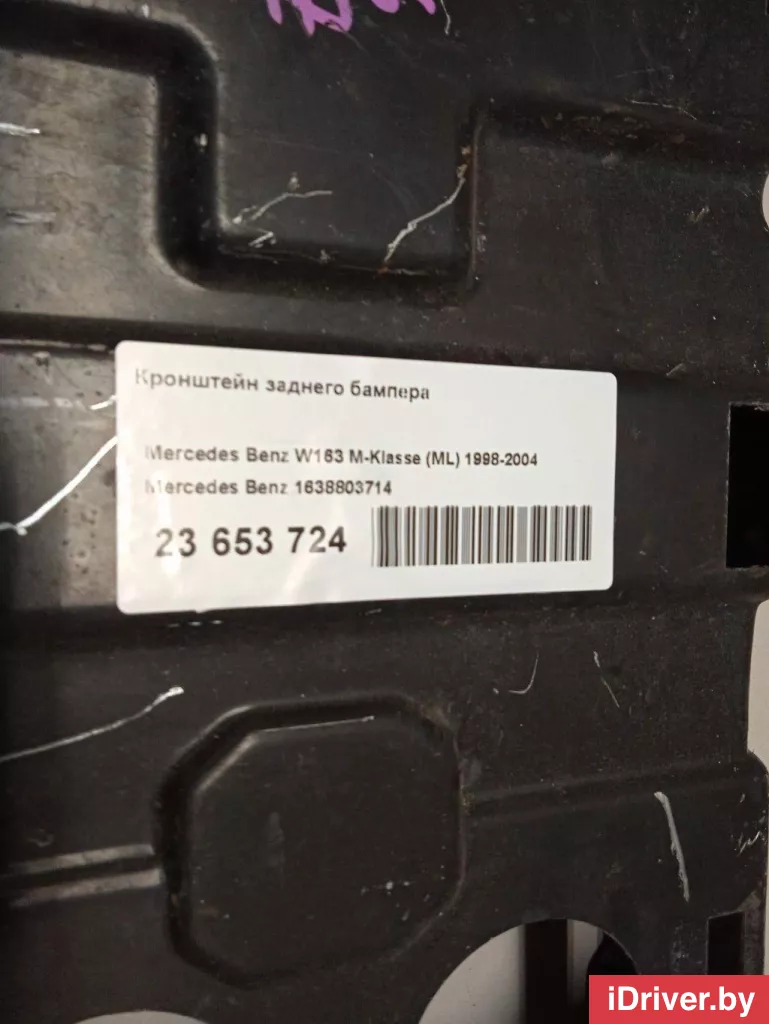 Кронштейн заднего бампера
Mercedes Benz W163 M-Klasse (ML) 1998-2004
Mercedes Benz 1638803714
23 653 724
iDriver.by